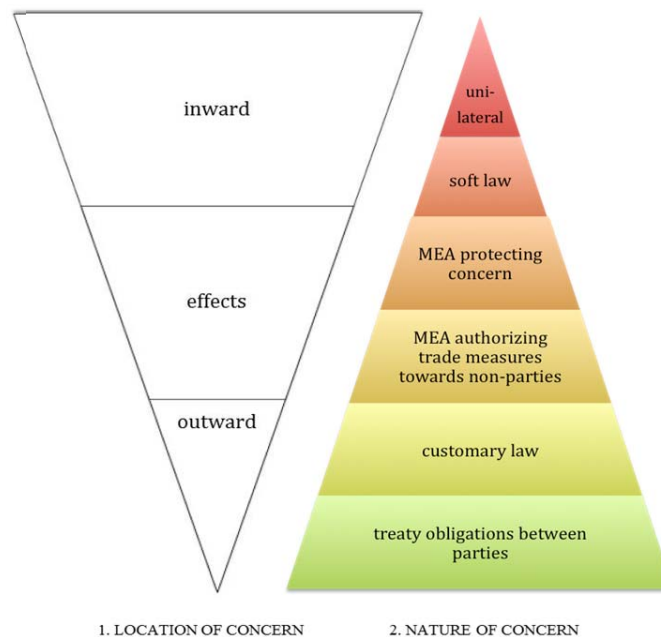 inward
effects
outward
uni-
lateral
soft law
MEA protecting
concern
MEA authorizing
trade measures
towards non-parties
customary law
treaty obligations between
parties
1. LOCATION OF CONCERN
2. NATURE OF CONCERN